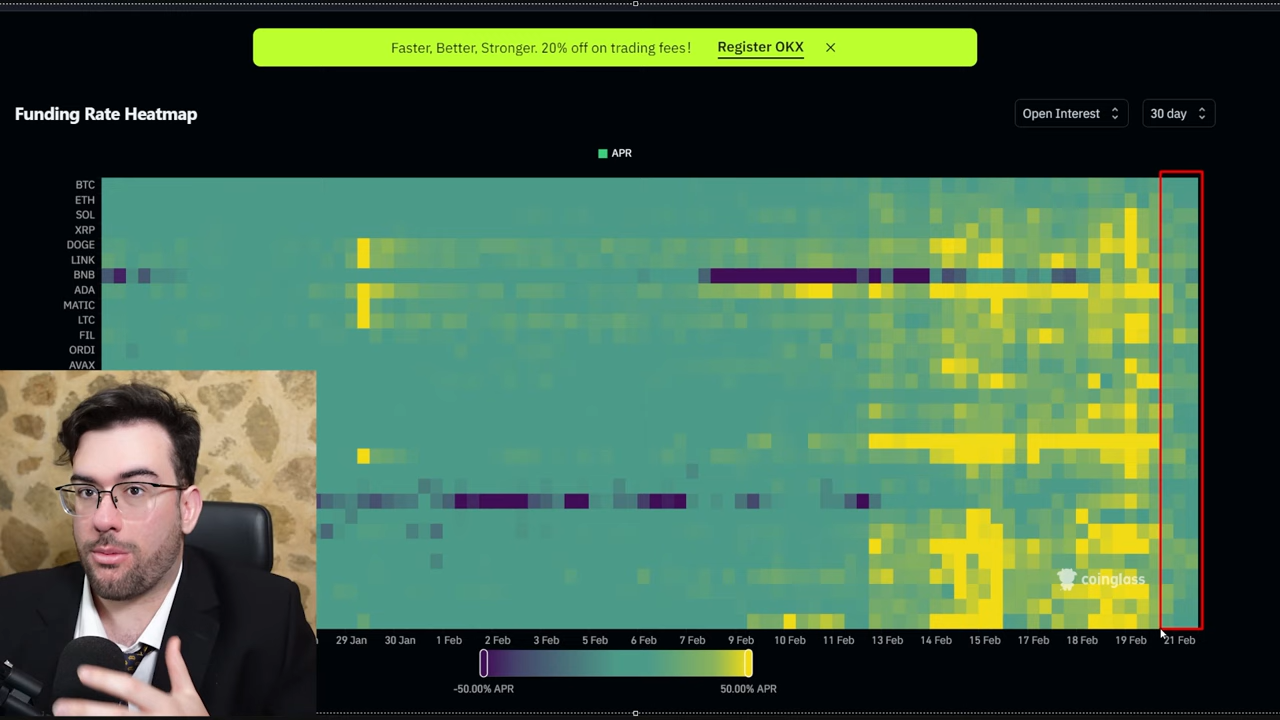 Faster, Better, Stronger. 20% off on trading fees! Register OKX
Funding Rate Heatmap
Open Interest 30 day
APR
BTC
ETH
SOL
XRP
DOGE
LINK
BNB
ADA
MATIC
LTC
FIL
ORDI
AVAX
coinglass
29 Jan 30 Jan 1 Feb 2 Feb 3 Feb 5 Feb 6 Feb 7 Feb 9 Feb 10 Feb 11 Feb 13 Feb 14 Feb 15 Feb 17 Feb 18 Feb 19 Feb 21 Feb
-50.00% APR 50.00% APR